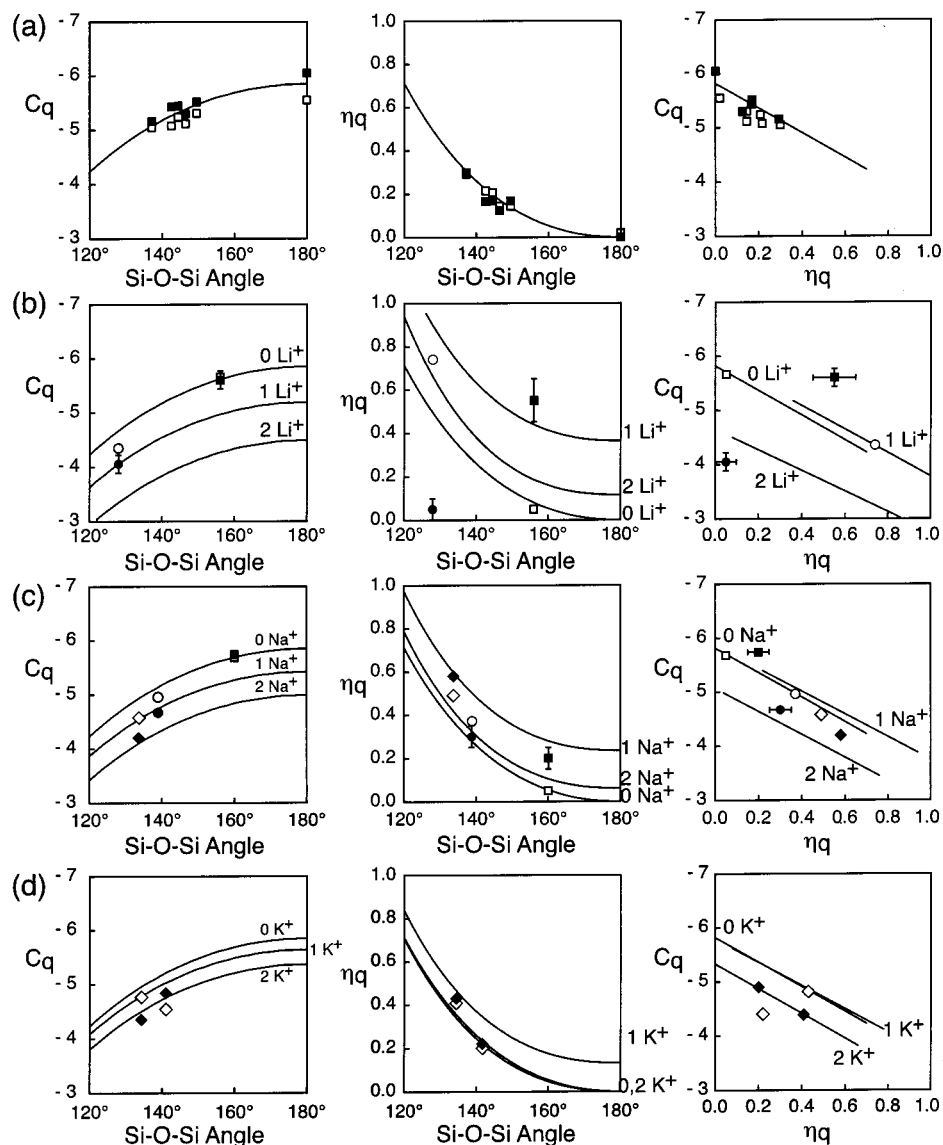 (a)
- 7
- 6
Cq
- 5
- 4
- 3
120° 140° 160° 180°
Si-O-Si Angle
1.0
0.8
0.6
ηq
0.4
0.2
0.0
120° 140° 160° 180°
Si-O-Si Angle
- 7
- 6
Cq
- 5
- 4
- 3
0.0 0.2 0.4 0.6 0.8 1.0
ηq
(b)
- 7
- 6
Cq
- 5
- 4
- 3
0 Li+
1 Li+
2 Li+
120° 140° 160° 180°
Si-O-Si Angle
1.0
0.8
0.6
ηq
0.4
0.2
0.0
1 Li+
2 Li+
0 Li+
120° 140° 160° 180°
Si-O-Si Angle
- 7
- 6
Cq
- 5
- 4
- 3
0 Li+
1 Li+
2 Li+
0.0 0.2 0.4 0.6 0.8 1.0
ηq
(c)
- 7
- 6
Cq
- 5
- 4
- 3
0 Na+
1 Na+
2 Na+
120° 140° 160° 180°
Si-O-Si Angle
1.0
0.8
0.6
ηq
0.4
0.2
0.0
1 Na+
2 Na+
0 Na+
120° 140° 160° 180°
Si-O-Si Angle
- 7
- 6
Cq
- 5
- 4
- 3
0 Na+
1 Na+
2 Na+
0.0 0.2 0.4 0.6 0.8 1.0
ηq
(d)
- 7
- 6
Cq
- 5
- 4
- 3
0 K+
1 K+
2 K+
120° 140° 160° 180°
Si-O-Si Angle
1.0
0.8
0.6
ηq
0.4
0.2
0.0
1 K+
0,2 K+
120° 140° 160° 180°
Si-O-Si Angle
- 7
- 6
Cq
- 5
- 4
- 3
0 K+
1 K+
2 K+
0.0 0.2 0.4 0.6 0.8 1.0
ηq